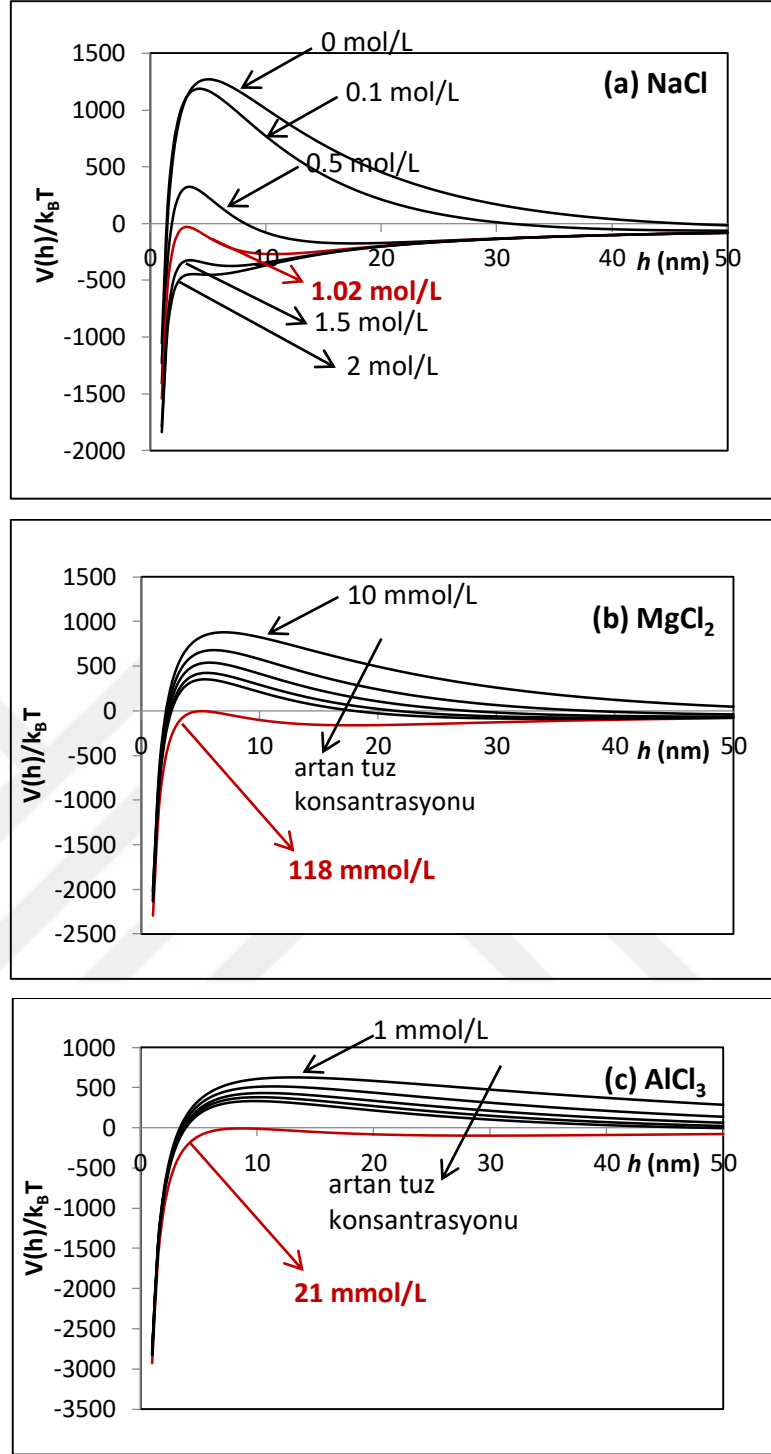 (a) NaCl
0 mol/L
0.1 mol/L
0.5 mol/L
1.02 mol/L
1.5 mol/L
2 mol/L
V(h)/kBT
1500
1000
500
0
-500
-1000
-1500
-2000
0 10 20 30 40 50
h (nm)
(b) MgCl2
10 mmol/L
artan tuz
konsantrasyonu
118 mmol/L
V(h)/kBT
1500
1000
500
0
-500
-1000
-1500
-2000
-2500
0 10 20 30 40 50
h (nm)
(c) AlCl3
1 mmol/L
artan tuz
konsantrasyonu
21 mmol/L
V(h)/kBT
1000
500
0
-500
-1000
-1500
-2000
-2500
-3000
-3500
0 10 20 30 40 50
h (nm)